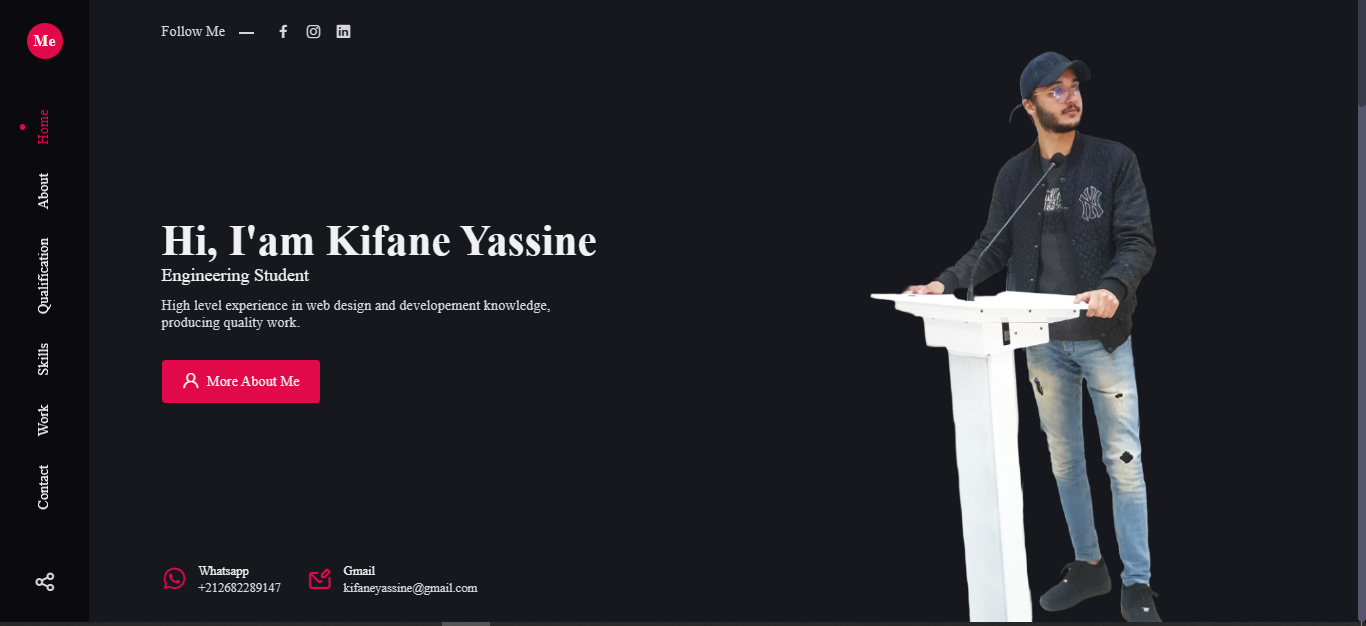 Me
Follow Me
Home
About
Qualification
Skills
Work
Contact
Hi, I'am Kifane Yassine
Engineering Student
High level experience in web design and developement knowledge,
producing quality work.
More About Me
Whatsapp
+212682289147
Gmail
kifaneyassine@gmail.com
NY